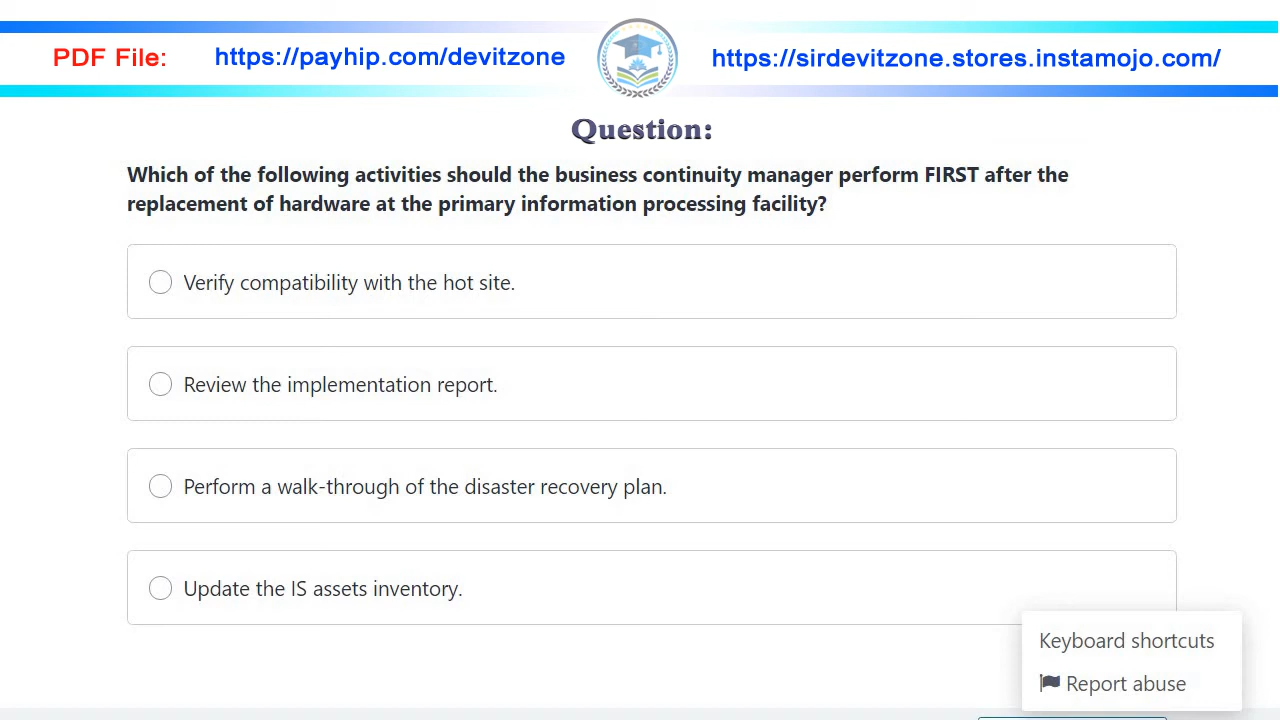 PDF File: https://payhip.com/devitzone https://sirdevitzone.stores.instamojo.com/
Question:
Which of the following activities should the business continuity manager perform FIRST after the
replacement of hardware at the primary information processing facility?
Verify compatibility with the hot site.
Review the implementation report.
Perform a walk-through of the disaster recovery plan.
Update the IS assets inventory.
Keyboard shortcuts
Report abuse